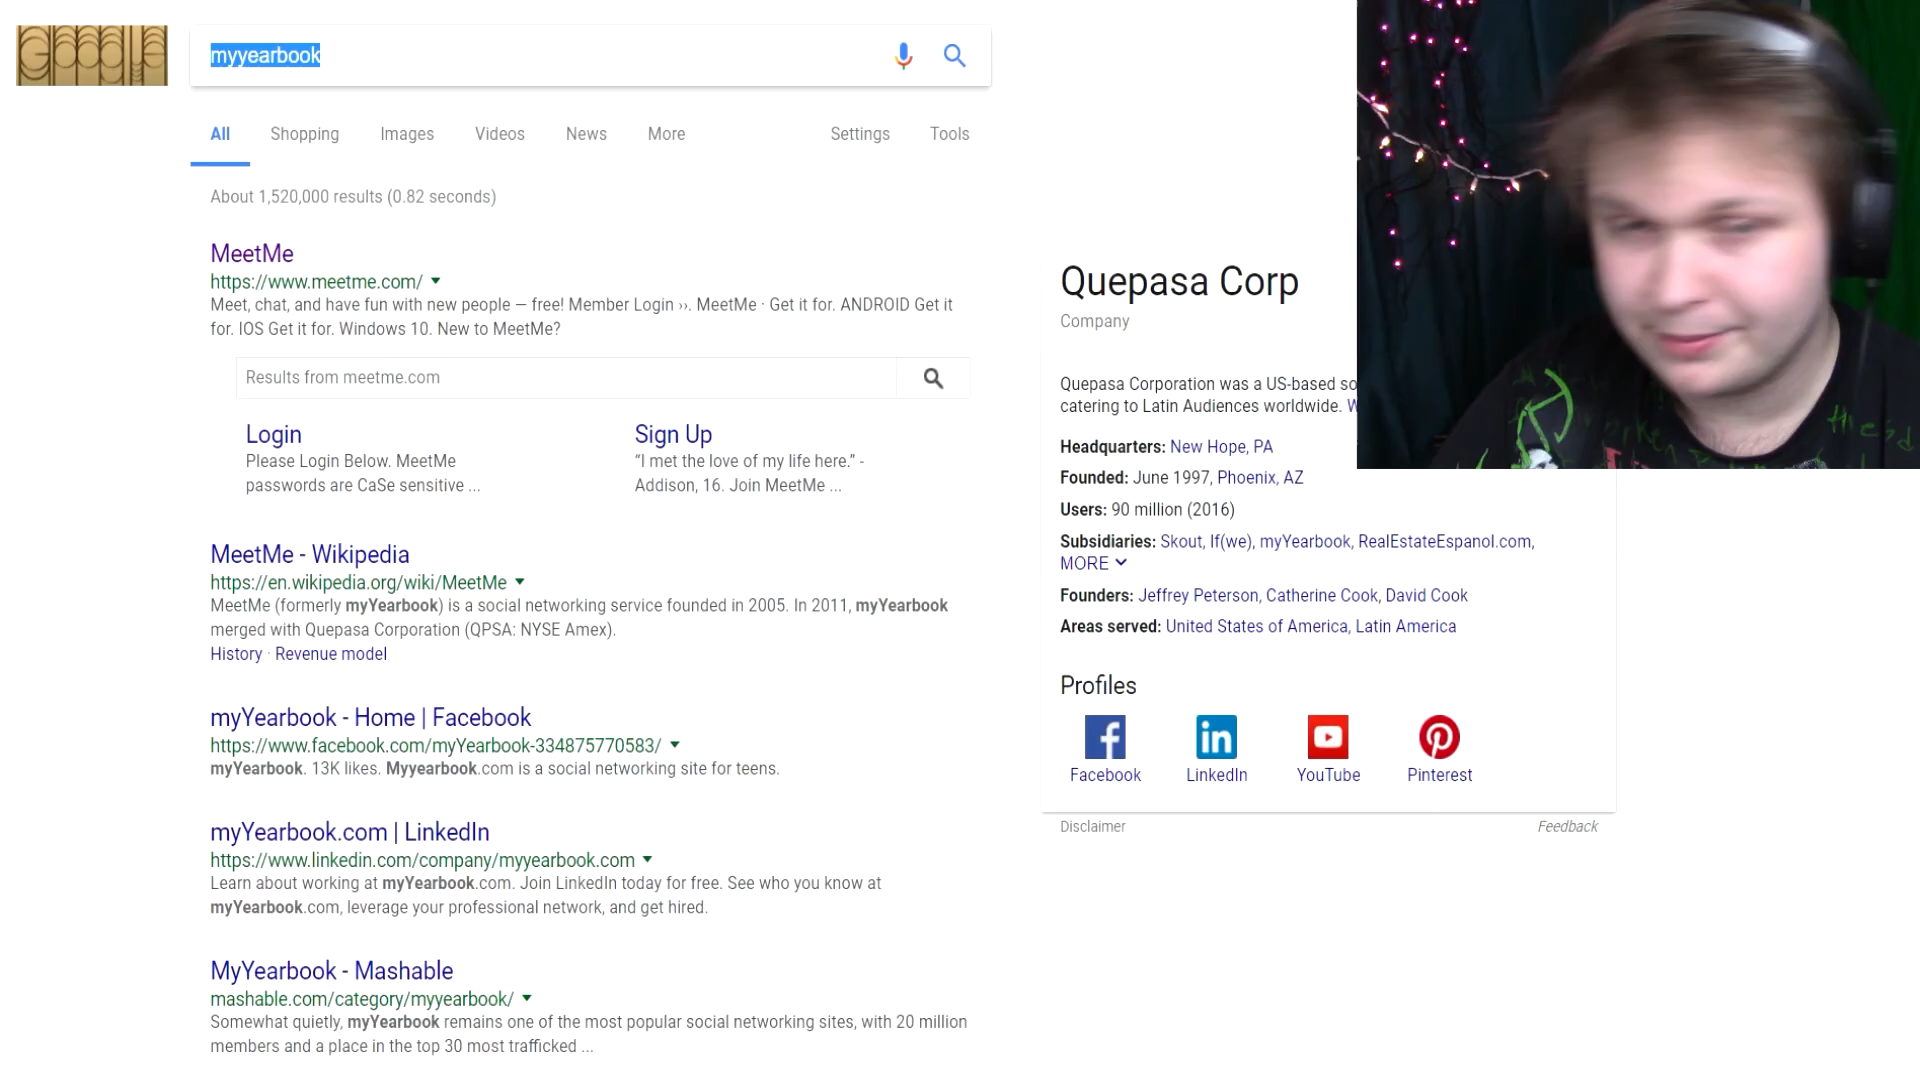 Google
myyearbook
All Shopping Images Videos News More Settings Tools
About 1,520,000 results (0.82 seconds)
MeetMe
https://www.meetme.com/
Meet, chat, and have fun with new people — free! Member Login ››. MeetMe · Get it for. ANDROID Get it
for. IOS Get it for. Windows 10. New to MeetMe?
Results from meetme.com
Login
Please Login Below. MeetMe
passwords are CaSe sensitive ...
Sign Up
“I met the love of my life here.” -
Addison, 16. Join MeetMe ...
MeetMe - Wikipedia
https://en.wikipedia.org/wiki/MeetMe
MeetMe (formerly myYearbook) is a social networking service founded in 2005. In 2011, myYearbook
merged with Quepasa Corporation (QPSA: NYSE Amex).
History · Revenue model
myYearbook - Home | Facebook
https://www.facebook.com/myYearbook-334875770583/
myYearbook. 13K likes. Myyearbook.com is a social networking site for teens.
myYearbook.com | LinkedIn
https://www.linkedin.com/company/myyearbook.com
Learn about working at myYearbook.com. Join LinkedIn today for free. See who you know at
myYearbook.com, leverage your professional network, and get hired.
MyYearbook - Mashable
mashable.com/category/myyearbook/
Somewhat quietly, myYearbook remains one of the most popular social networking sites, with 20 million
members and a place in the top 30 most trafficked ...
Quepasa Corp
Company
Quepasa Corporation was a US-based so
catering to Latin Audiences worldwide. W
Headquarters: New Hope, PA
Founded: June 1997, Phoenix, AZ
Users: 90 million (2016)
Subsidiaries: Skout, If(we), myYearbook, RealEstateEspanol.com,
MORE
Founders: Jeffrey Peterson, Catherine Cook, David Cook
Areas served: United States of America, Latin America
Profiles
Facebook LinkedIn YouTube Pinterest
Disclaimer Feedback